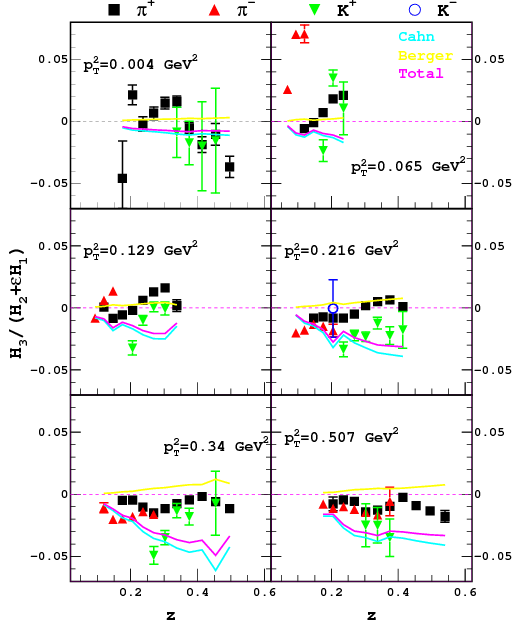 π+ π− K+ K−
Cahn
Berger
Total
p_T^2=0.004 GeV^2
p_T^2=0.065 GeV^2
0.05 0.05
0 0
−0.05 −0.05
p_T^2=0.129 GeV^2
p_T^2=0.216 GeV^2
0.05 0.05
0 0
−0.05 −0.05
H3/(H2+εH1)
p_T^2=0.34 GeV^2
p_T^2=0.507 GeV^2
0.05 0.05
0 0
−0.05 −0.05
0 0.2 0.4 0.6 0.2 0.4 0.6
z z